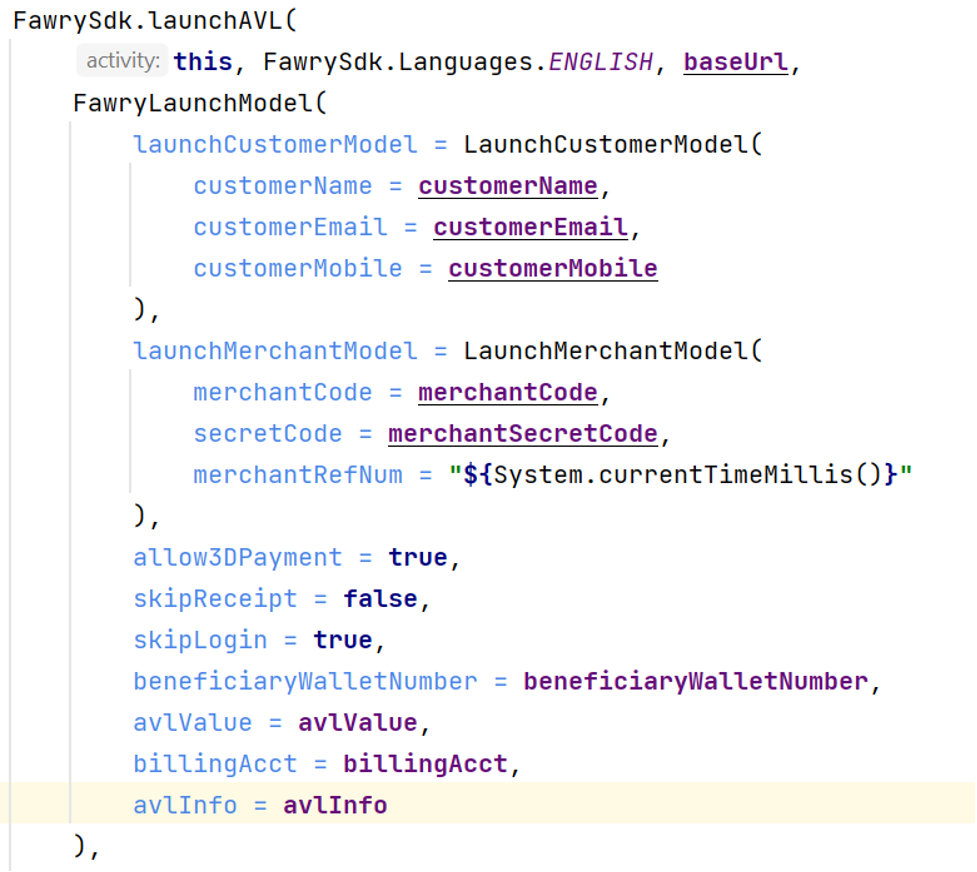 FawrySdk.launchAVL(
activity: this, FawrySdk.Languages.ENGLISH, baseUrl,
FawryLaunchModel(
launchCustomerModel = LaunchCustomerModel(
customerName = customerName,
customerEmail = customerEmail,
customerMobile = customerMobile
),
launchMerchantModel = LaunchMerchantModel(
merchantCode = merchantCode,
secretCode = merchantSecretCode,
merchantRefNum = "${System.currentTimeMillis()}"
),
allow3DPayment = true,
skipReceipt = false,
skipLogin = true,
beneficiaryWalletNumber = beneficiaryWalletNumber,
avlValue = avlValue,
billingAcct = billingAcct,
avlInfo = avlInfo
),